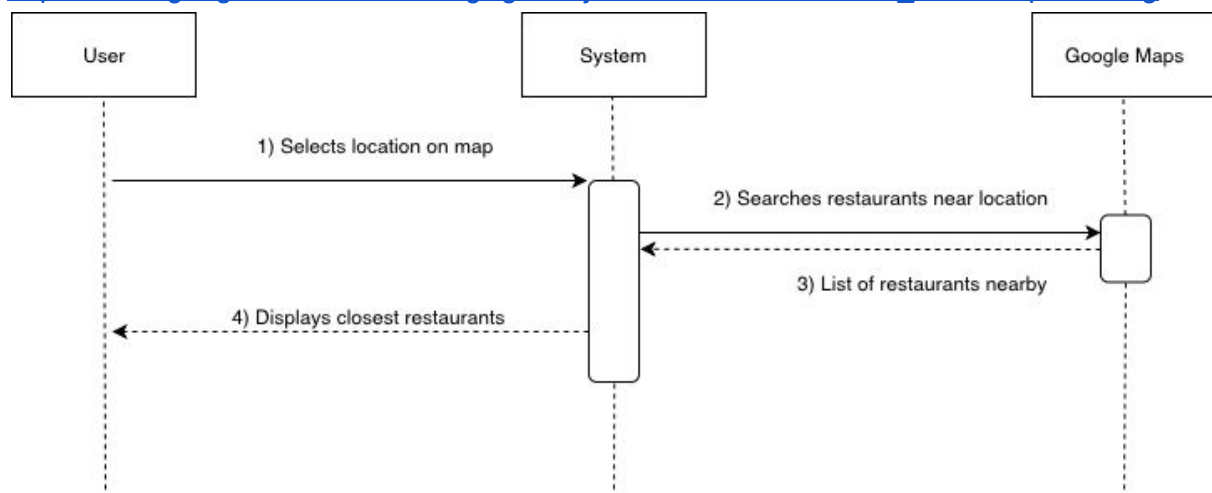 User
System
Google Maps
1) Selects location on map
2) Searches restaurants near location
3) List of restaurants nearby
4) Displays closest restaurants